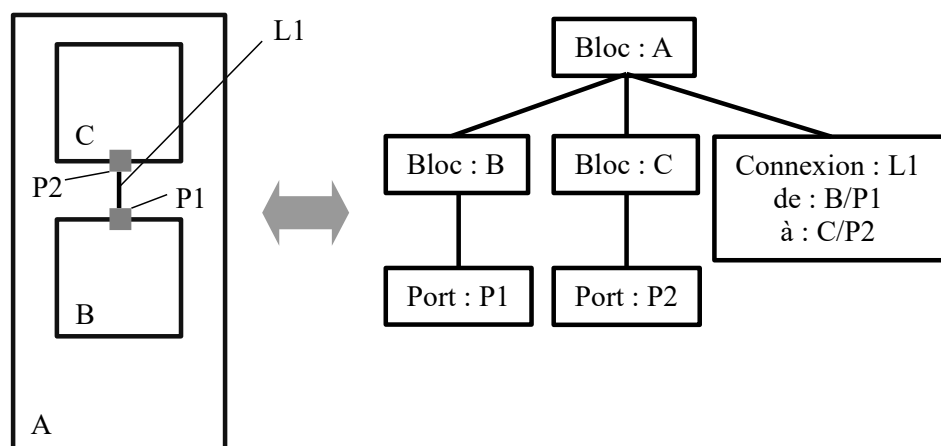 L1
C
P2
P1
B
A
Bloc : A
Bloc : B
Bloc : C
Connexion : L1
de : B/P1
à : C/P2
Port : P1
Port : P2